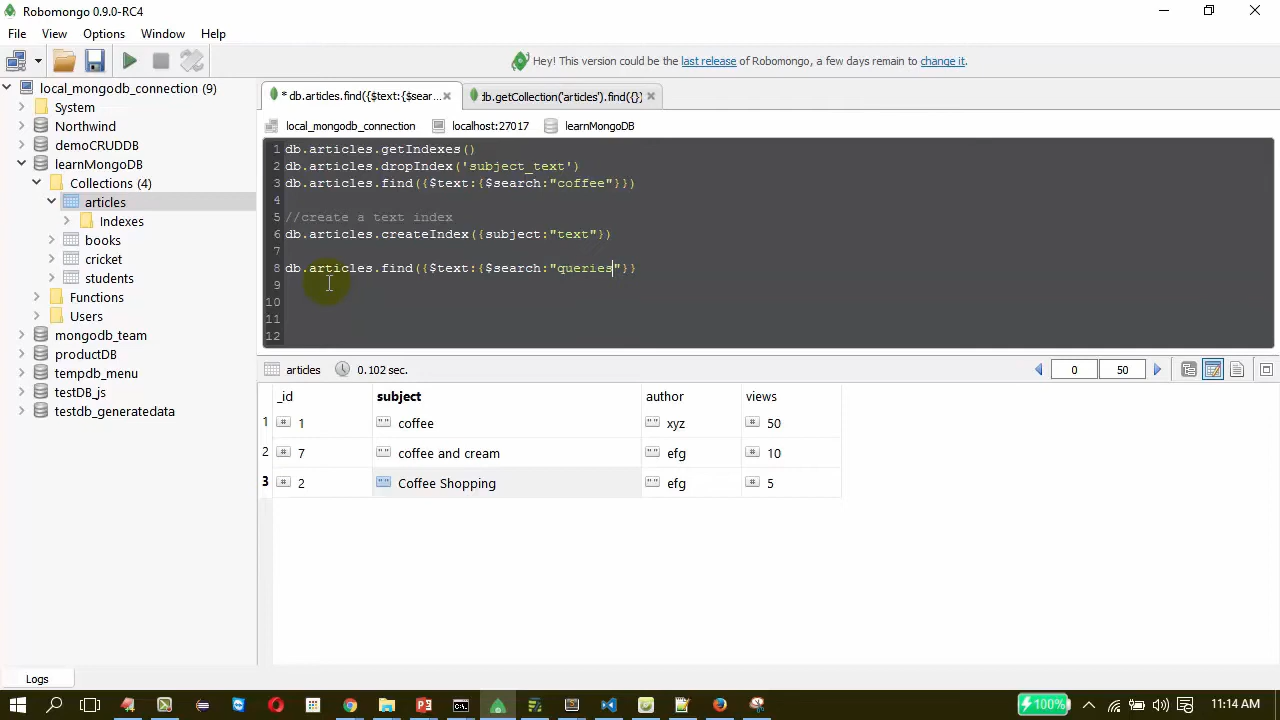 Robomongo 0.9.0-RC4
File View Options Window Help
Hey! This version could be the last release of Robomongo, a few days remain to change it.
local_mongodb_connection (9)
System
Northwind
demoCRUDDB
learnMongoDB
Collections (4)
articles
Indexes
books
cricket
students
Functions
Users
mongodb_team
productDB
tempdb_menu
testDB_js
testdb_generatedata
Logs
* db.articles.find({$text:{$sear... db.getCollection('articles').find({})
local_mongodb_connection localhost:27017 learnMongoDB
1 db.articles.getIndexes()
2 db.articles.dropIndex('subject_text')
3 db.articles.find({$text:{$search:"coffee"}})
4
5 //create a text index
6 db.articles.createIndex({subject:"text"})
7
8 db.articles.find({$text:{$search:"queries"}}
9
10
11
12
articles 0.102 sec. 0 50
_id subject author views
1 # 1 "" coffee "" xyz # 50
2 # 7 "" coffee and cream "" efg # 10
3 # 2 "" Coffee Shopping "" efg # 5
100% 11:14 AM